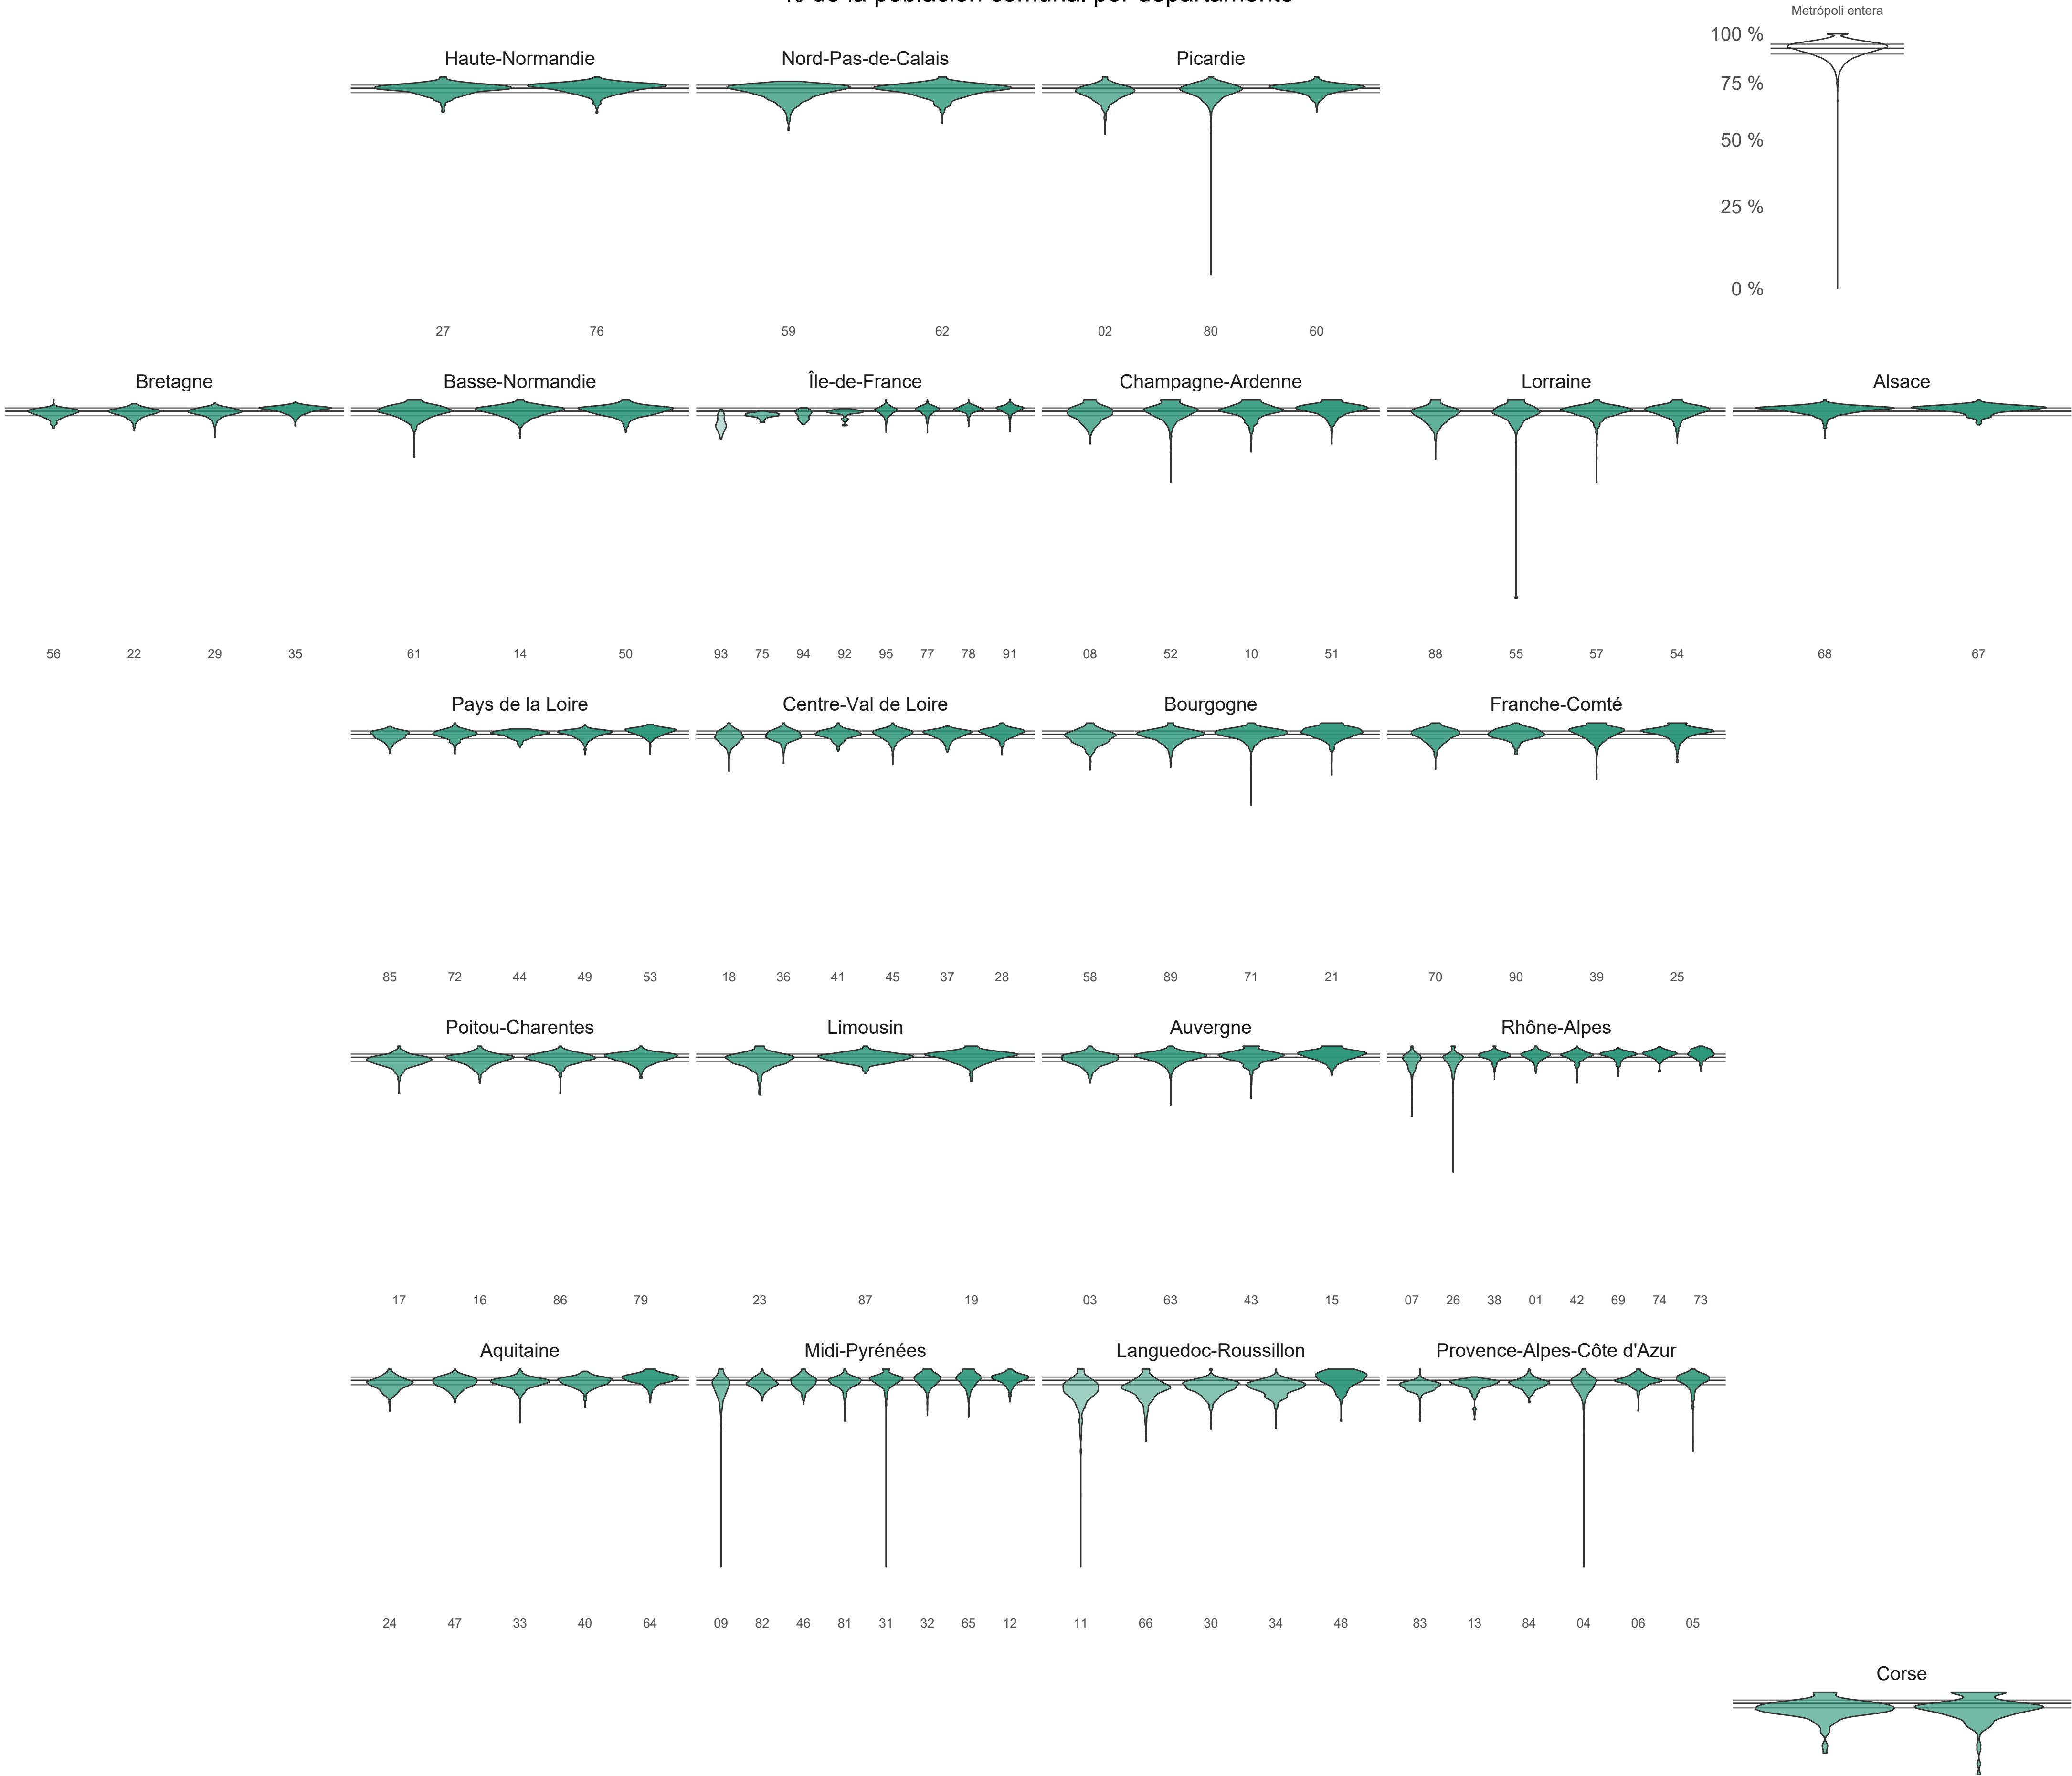 % de la población comunal por departamento
Metrópoli entera
100 %
75 %
50 %
25 %
0 %
Haute-Normandie Nord-Pas-de-Calais Picardie
27 76 59 62 02 80 60
Bretagne Basse-Normandie Île-de-France Champagne-Ardenne Lorraine Alsace
56 22 29 35 61 14 50 93 75 94 92 95 77 78 91 08 52 10 51 88 55 57 54 68 67
Pays de la Loire Centre-Val de Loire Bourgogne Franche-Comté
85 72 44 49 53 18 36 41 45 37 28 58 89 71 21 70 90 39 25
Poitou-Charentes Limousin Auvergne Rhône-Alpes
17 16 86 79 23 87 19 03 63 43 15 07 26 38 01 42 69 74 73
Aquitaine Midi-Pyrénées Languedoc-Roussillon Provence-Alpes-Côte d'Azur
24 47 33 40 64 09 82 46 81 31 32 65 12 11 66 30 34 48 83 13 84 04 06 05
Corse